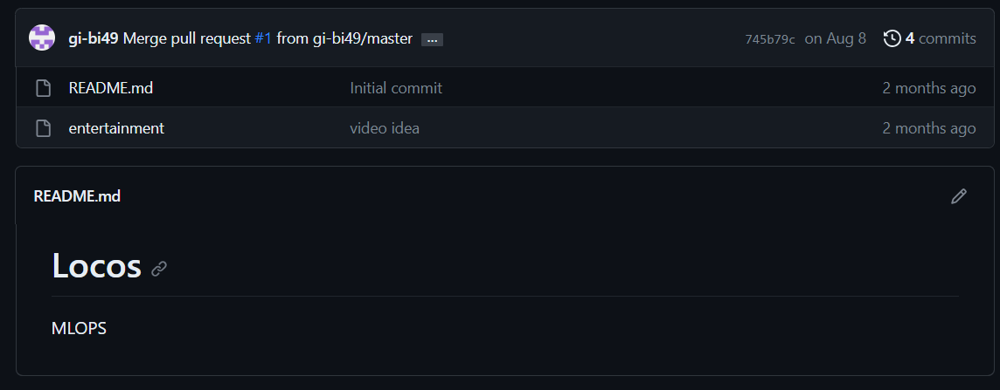 gi-bi49 Merge pull request #1 from gi-bi49/master ... 745b79c on Aug 8 4 commits
README.md Initial commit 2 months ago
entertainment video idea 2 months ago
README.md
Locos
MLOPS